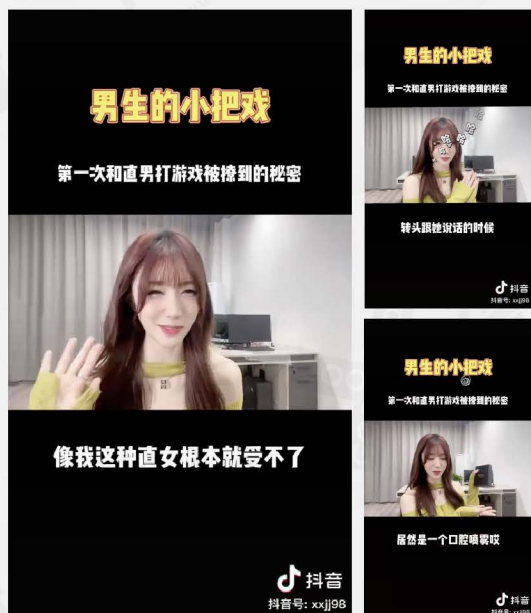 男生的小把戏
第一次和直男打游戏被撩到的秘密
像我这种直女根本就受不了
抖音
抖音号: xxjj98
男生的小把戏
第一次和直男打游戏被撩到的秘密
转头跟她说话的时候
抖音
抖音号: xxjj98
男生的小把戏
第一次和直男打游戏被撩到的秘密
居然是一个口腔喷雾哎
抖音
抖音号: xxjj98